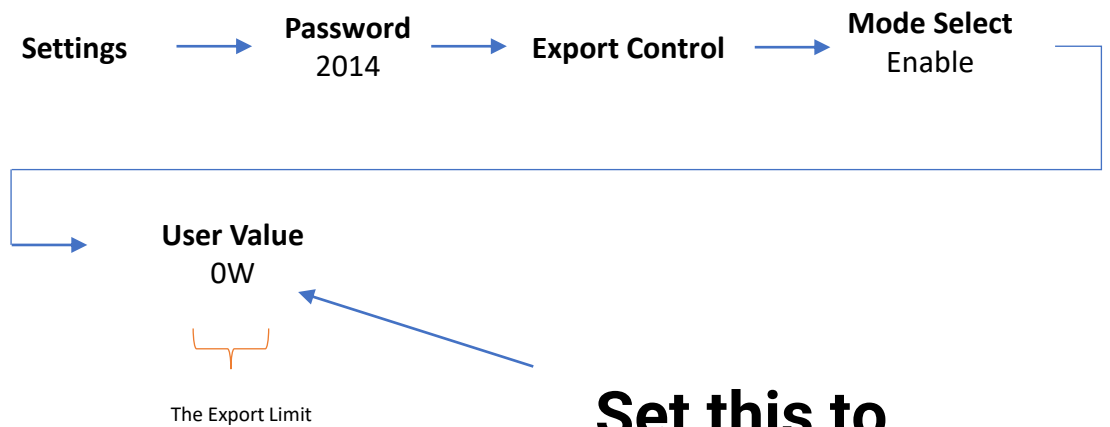 Settings
Password
2014
Export Control
Mode Select
Enable
User Value
0W
The Export Limit
Set this to